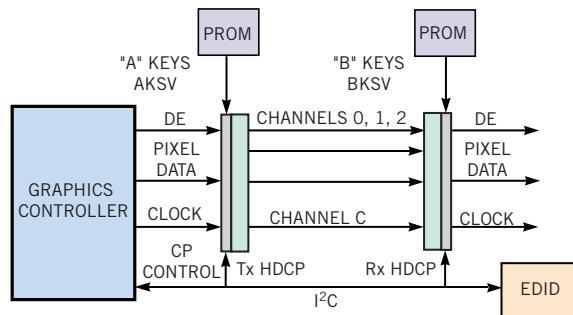 PROM
PROM
"A" KEYS
AKSV
"B" KEYS
BKSV
DE
CHANNELS 0, 1, 2
DE
PIXEL
DATA
PIXEL
DATA
GRAPHICS
CONTROLLER
CLOCK
CHANNEL C
CLOCK
CP
CONTROL
Tx HDCP
Rx HDCP
I²C
EDID